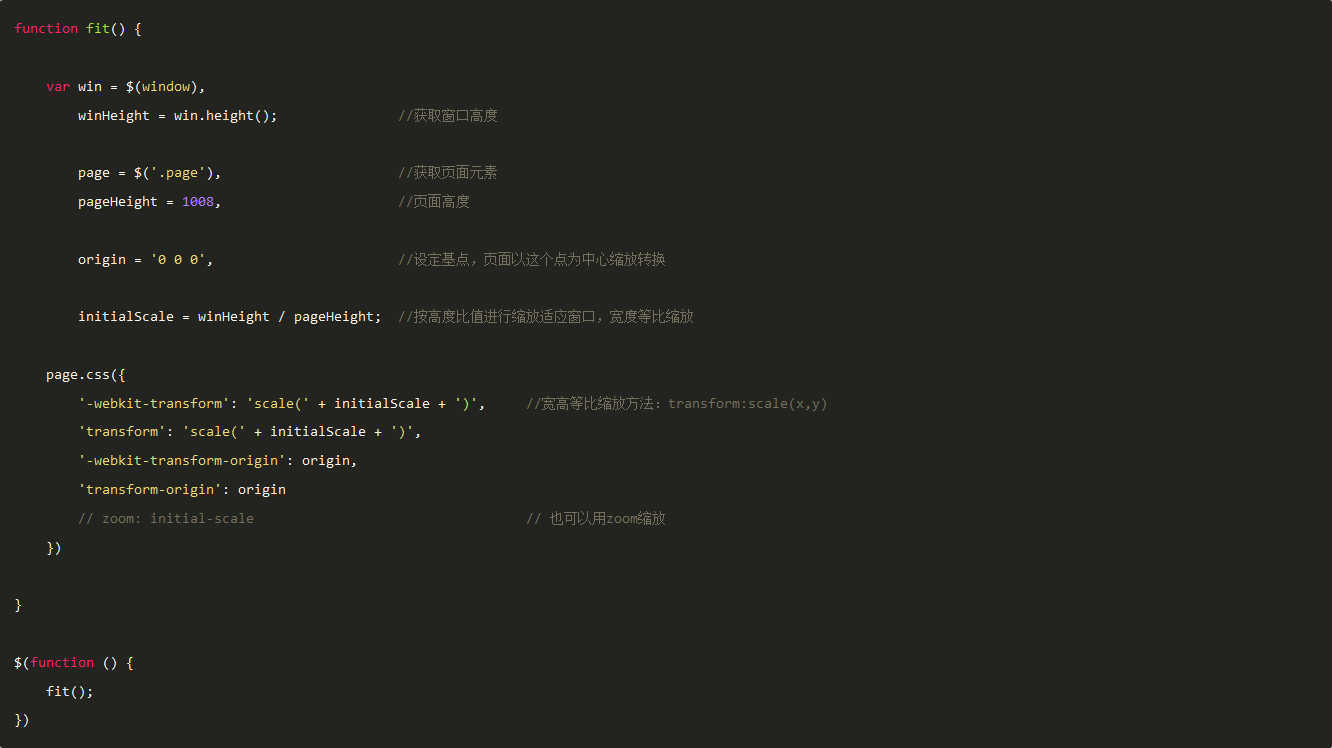 function fit() {
    var win = $(window),
        winHeight = win.height();               //获取窗口高度
        page = $('.page'),                      //获取页面元素
        pageHeight = 1008,                      //页面高度
        origin = '0 0 0',                       //设定基点，页面以这个点为中心缩放转换
        initialScale = winHeight / pageHeight;  //按高度比值进行缩放适应窗口，宽度等比缩放
    page.css({
        '-webkit-transform': 'scale(' + initialScale + ')',     //宽高等比缩放方法：transform:scale(x,y)
        'transform': 'scale(' + initialScale + ')',
        '-webkit-transform-origin': origin,
        'transform-origin': origin
        // zoom: initial-scale                                  // 也可以用zoom缩放
    })
}
$(function () {
    fit();
})